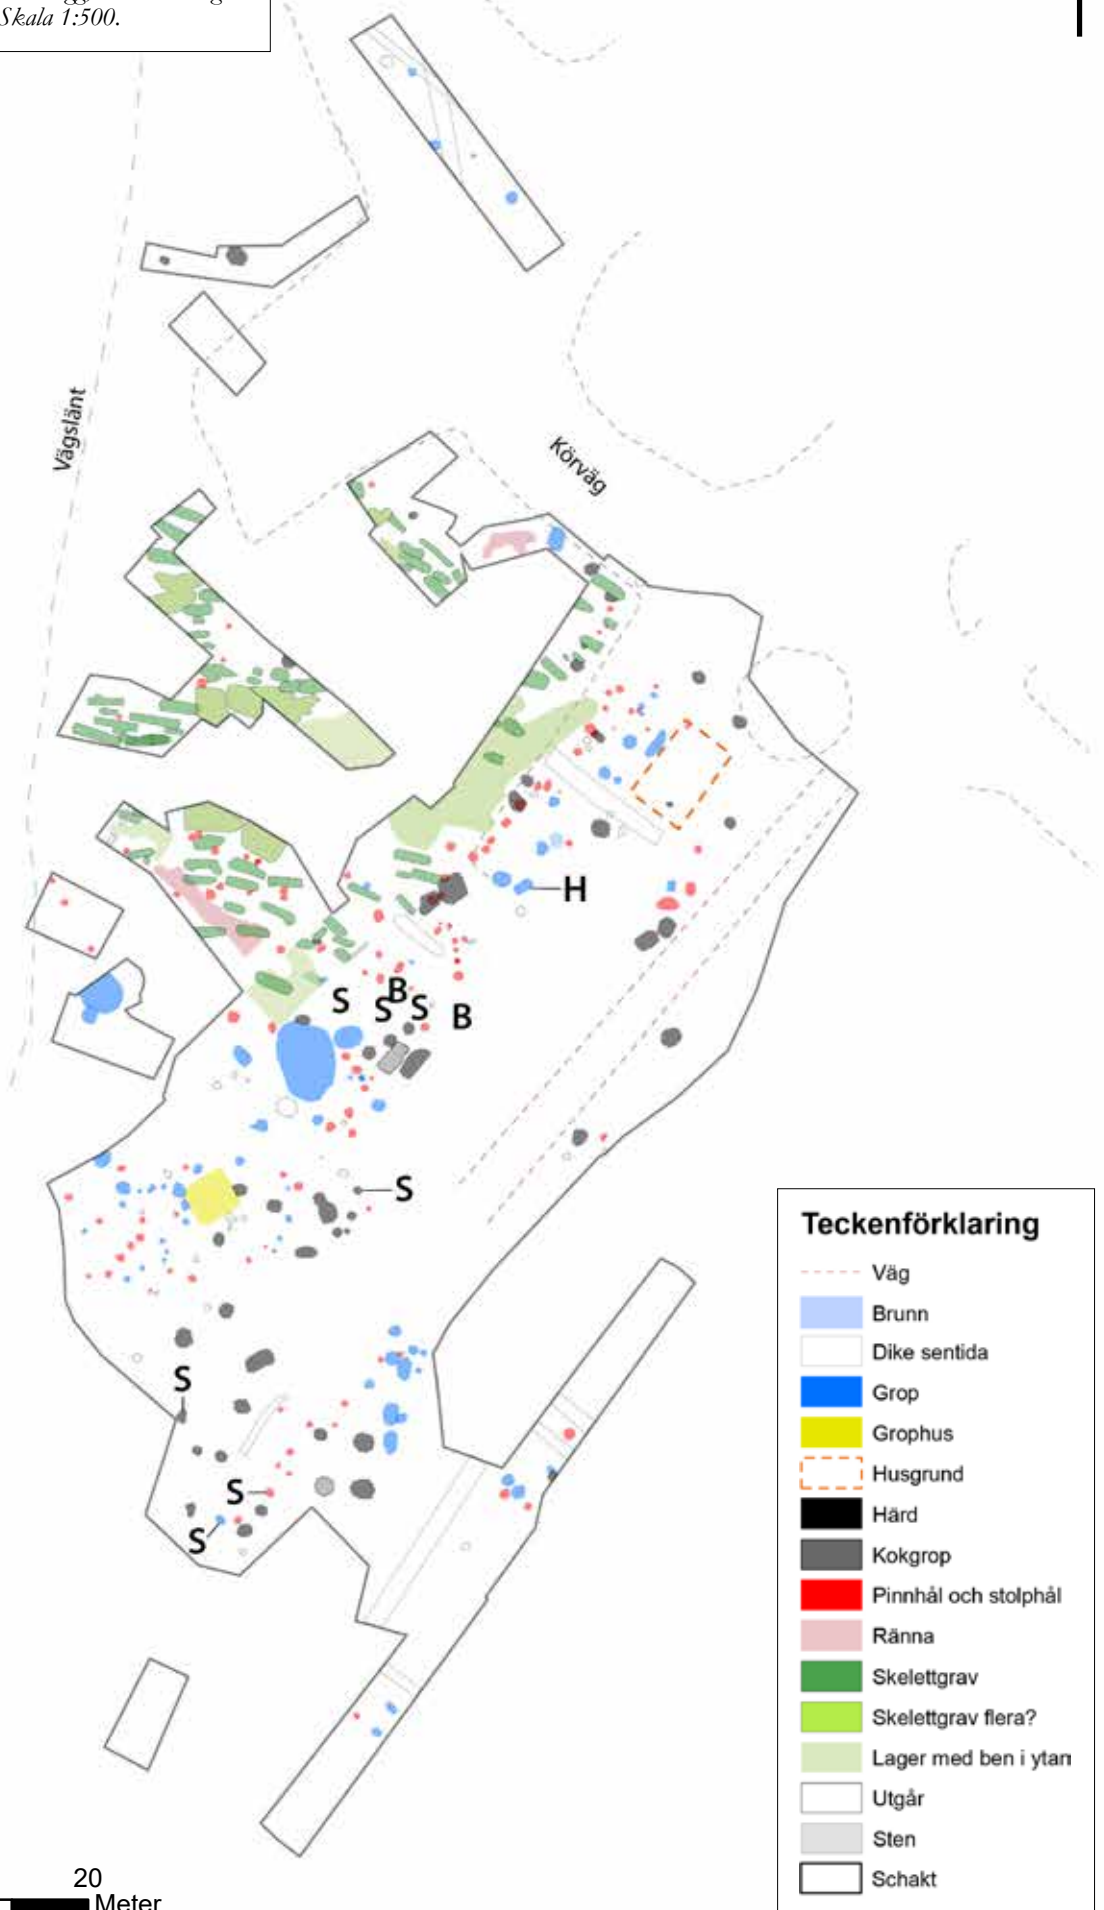 Skala 1:500.
Vägslänt
Körväg
H
S
B
S
S
B
S
S
S
S
Teckenförklaring
Väg
Brunn
Dike sentida
Grop
Grophus
Husgrund
Härd
Kokgrop
Pinnhål och stolphål
Ränna
Skelettgrav
Skelettgrav flera?
Lager med ben i ytan
Utgår
Sten
Schakt
20
Meter